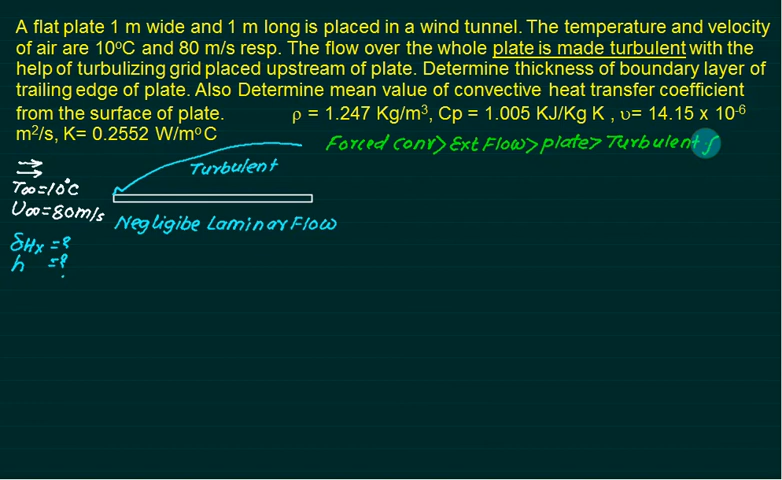 A flat plate 1 m wide and 1 m long is placed in a wind tunnel. The temperature and velocity
of air are 10ºC and 80 m/s resp. The flow over the whole plate is made turbulent with the
help of turbulizing grid placed upstream of plate. Determine thickness of boundary layer of
trailing edge of plate. Also Determine mean value of convective heat transfer coefficient
from the surface of plate. ρ = 1.247 Kg/m³, Cp = 1.005 KJ/Kg K , υ= 14.15 x 10⁻⁶
m²/s, K= 0.2552 W/mºC
Forced Conv> Ext Flow> plate> Turbulent
Turbulent
T∞=10°C
U∞=80m/s
Negligibe Laminar Flow
δHx =?
h =?